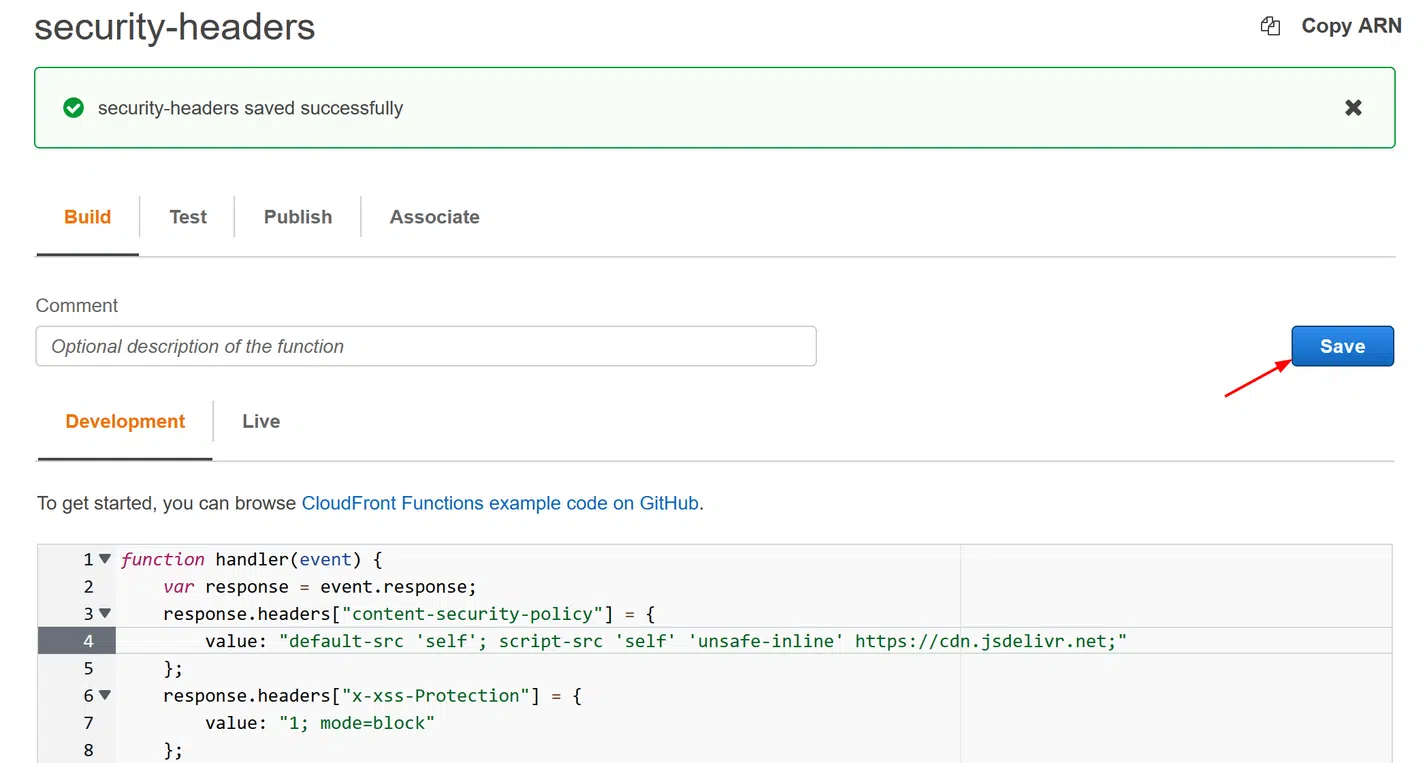 security-headers
Copy ARN
security-headers saved successfully
Build Test Publish Associate
Comment
Optional description of the function
Save
Development Live
To get started, you can browse CloudFront Functions example code on GitHub.
1 function handler(event) {
2     var response = event.response;
3     response.headers["content-security-policy"] = {
4         value: "default-src 'self'; script-src 'self' 'unsafe-inline' https://cdn.jsdelivr.net;"
5     };
6     response.headers["x-xss-Protection"] = {
7         value: "1; mode=block"
8     };